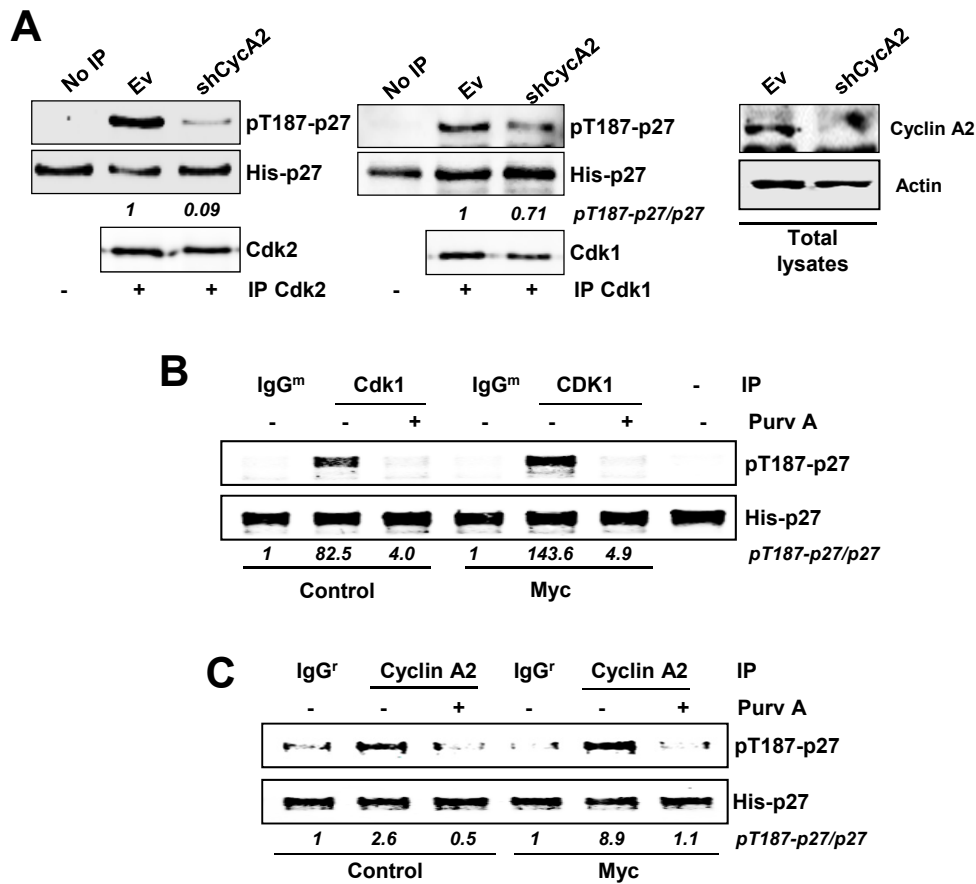 A
No IP Ev shCycA2
pT187-p27
His-p27
1 0.09
Cdk2
- + + IP Cdk2
No IP Ev shCycA2
pT187-p27
His-p27
1 0.71 pT187-p27/p27
Cdk1
- + + IP Cdk1
Ev shCycA2
Cyclin A2
Actin
Total
lysates
B
IgGᵐ Cdk1 IgGᵐ CDK1 - IP
- - + - - + - Purv A
pT187-p27
His-p27
1 82.5 4.0 1 143.6 4.9 pT187-p27/p27
Control Myc
C
IgGʳ Cyclin A2 IgGʳ Cyclin A2 IP
- - + - - + Purv A
pT187-p27
His-p27
1 2.6 0.5 1 8.9 1.1 pT187-p27/p27
Control Myc